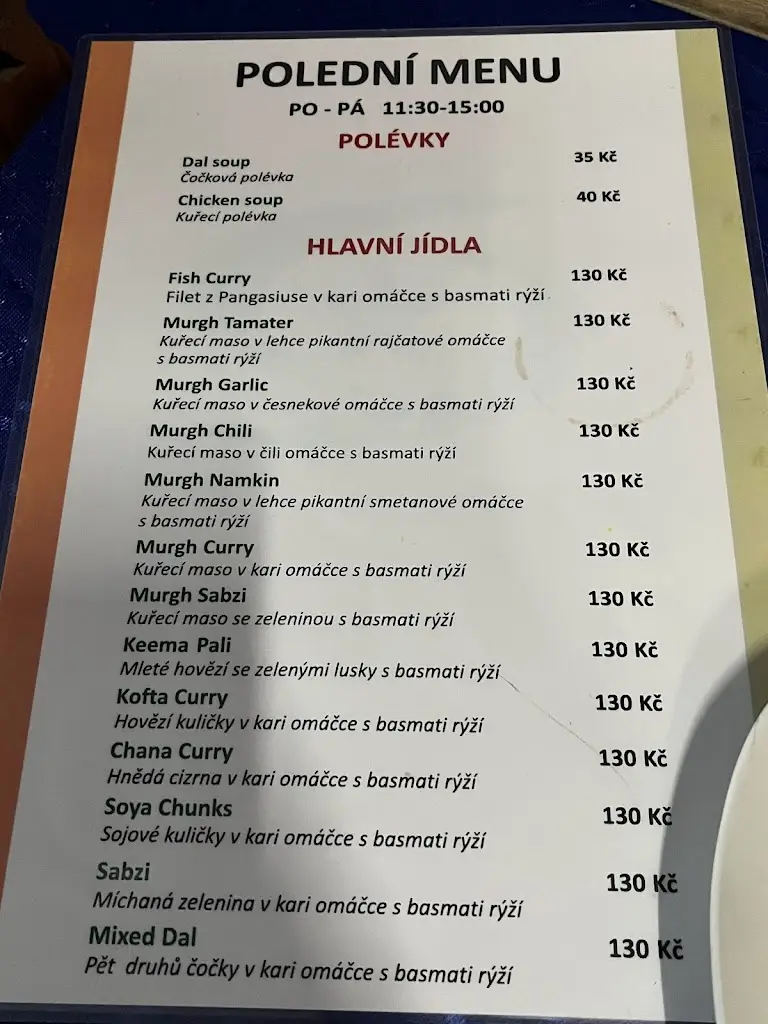 POLEDNÍ MENU
PO - PÁ 11:30-15:00
POLÉVKY
Dal soup 35 Kč
Čočková polévka
Chicken soup 40 Kč
Kuřecí polévka
HLAVNÍ JÍDLA
Fish Curry 130 Kč
Filet z Pangasiuse v kari omáčce s basmati rýží.
Murgh Tamater 130 Kč
Kuřecí maso v lehce pikantní rajčatové omáčce
s basmati rýží
Murgh Garlic 130 Kč
Kuřecí maso v česnekové omáčce s basmati rýží
Murgh Chili 130 Kč
Kuřecí maso v čili omáčce s basmati rýží
Murgh Namkin 130 Kč
Kuřecí maso v lehce pikantní smetanové omáčce
s basmati rýží
Murgh Curry 130 Kč
Kuřecí maso v kari omáčce s basmati rýží
Murgh Sabzi 130 Kč
Kuřecí maso se zeleninou s basmati rýží
Keema Pali 130 Kč
Mleté hovězí se zelenými lusky s basmati rýží
Kofta Curry 130 Kč
Hovězí kuličky v kari omáčce s basmati rýží
Chana Curry 130 Kč
Hnědá cizrna v kari omáčce s basmati rýží
Soya Chunks 130 Kč
Sojové kuličky v kari omáčce s basmati rýží
Sabzi 130 Kč
Míchaná zelenina v kari omáčce s basmati rýží
Mixed Dal 130 Kč
Pět druhů čočky v kari omáčce s basmati rýží